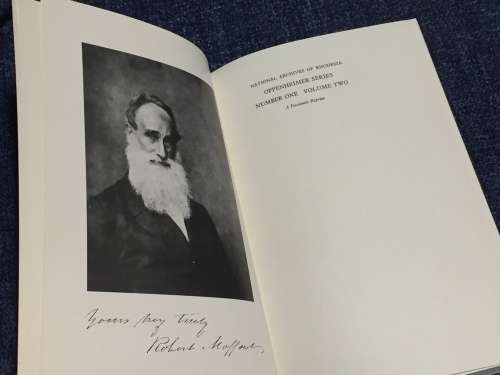 Yours very truly
Robert Moffat,
NATIONAL ARCHIVES OF RHODESIA
OPPENHEIMER SERIES
NUMBER ONE VOLUME TWO
A Facsimile Reprint